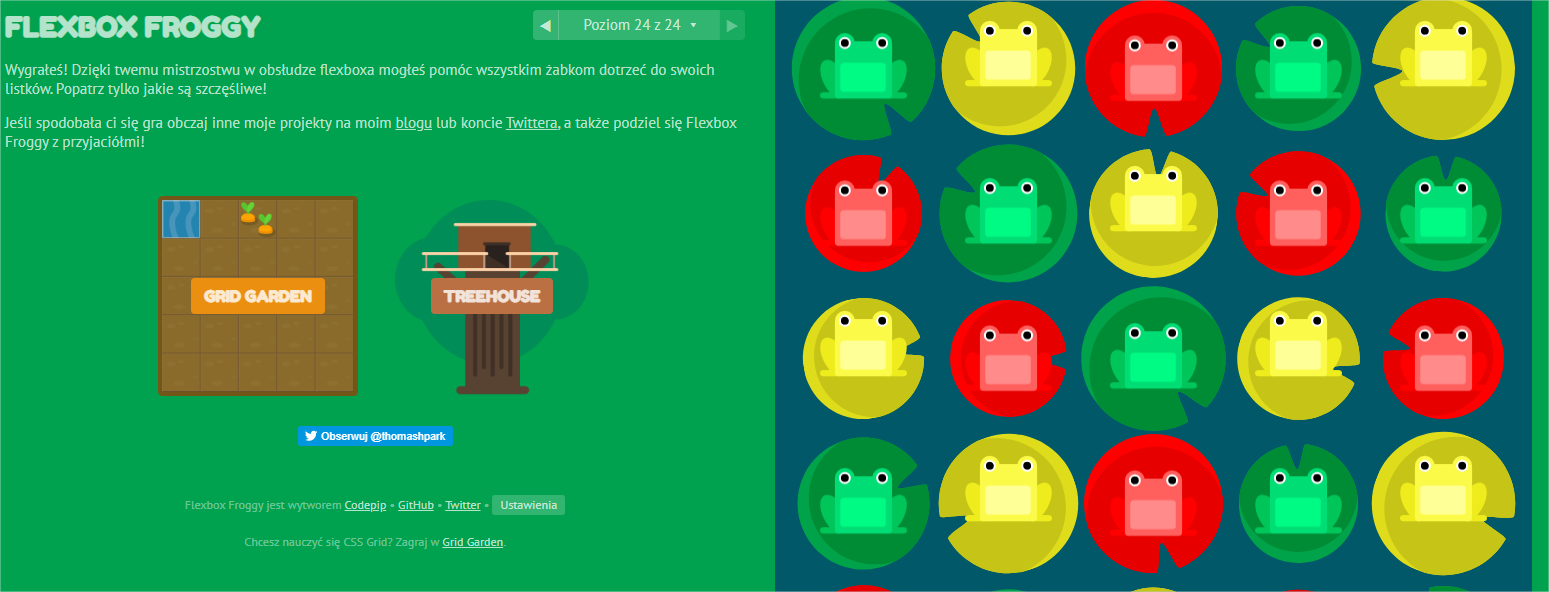 FLEXBOX FROGGY
◀ Poziom 24 z 24 ▼ ▶
Wygrałeś! Dzięki twemu mistrzostwu w obsłudze flexboxa mogłeś pomóc wszystkim żabkom dotrzeć do swoich
listków. Popatrz tylko jakie są szczęśliwe!
Jeśli spodobała ci się gra obczaj inne moje projekty na moim blogu lub koncie Twittera, a także podziel się Flexbox
Froggy z przyjaciółmi!
GRID GARDEN
TREEHOUSE
Obserwuj @thomashpark
Flexbox Froggy jest wytworem Codepip • GitHub • Twitter • Ustawienia
Chcesz nauczyć się CSS Grid? Zagraj w Grid Garden.